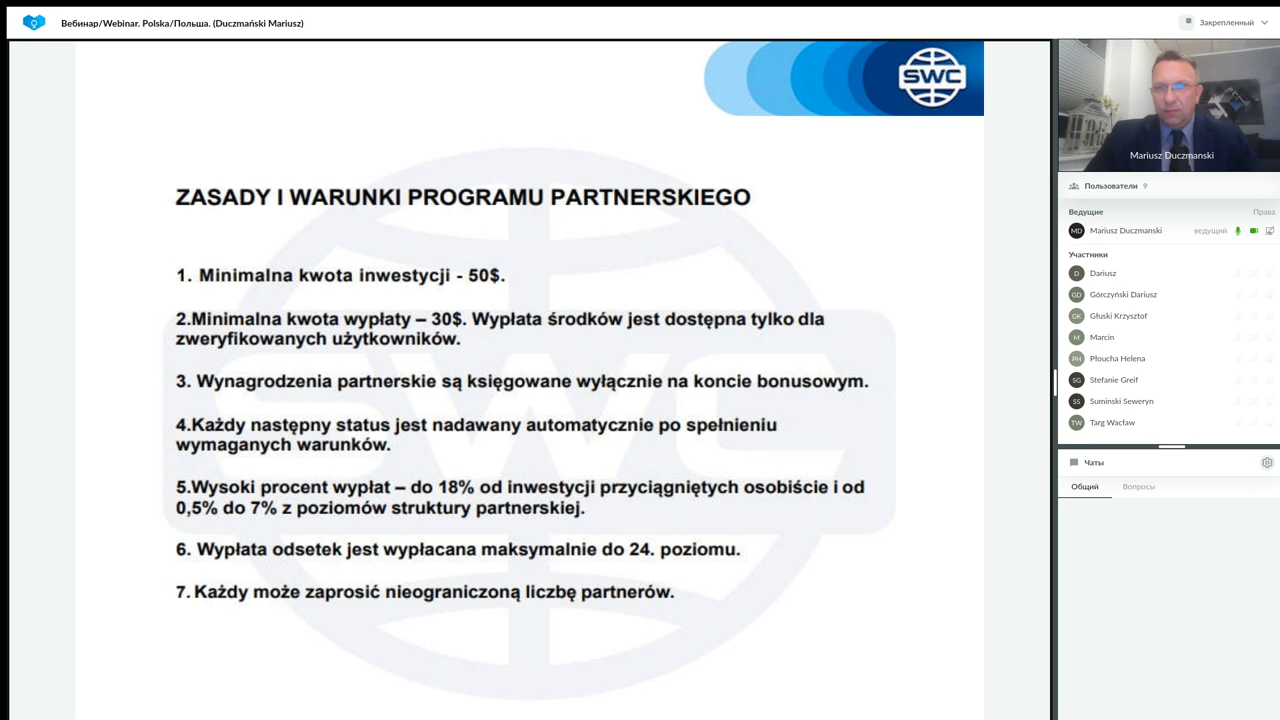 Вебинар/Webinar. Polska/Польша. (Duczmański Mariusz)
Закрепленный
SWC
ZASADY I WARUNKI PROGRAMU PARTNERSKIEGO
1. Minimalna kwota inwestycji - 50$.
2.Minimalna kwota wypłaty – 30$. Wypłata środków jest dostępna tylko dla
zweryfikowanych użytkowników.
3. Wynagrodzenia partnerskie są księgowane wyłącznie na koncie bonusowym.
4.Każdy następny status jest nadawany automatycznie po spełnieniu
wymaganych warunków.
5.Wysoki procent wypłat – do 18% od inwestycji przyciągniętych osobiście i od
0,5% do 7% z poziomów struktury partnerskiej.
6. Wypłata odsetek jest wypłacana maksymalnie do 24. poziomu.
7. Każdy może zaprosić nieograniczoną liczbę partnerów.
SWC
Mariusz Duczmanski
Пользователи 9
Ведущие Права
MD Mariusz Duczmanski ведущий
Участники
D Dariusz
GD Górczyński Dariusz
GK Głuski Krzysztof
M Marcin
PH Płoucha Helena
SG Stefanie Greif
SS Suminski Seweryn
TW Targ Wacław
Чаты
Общий Вопросы